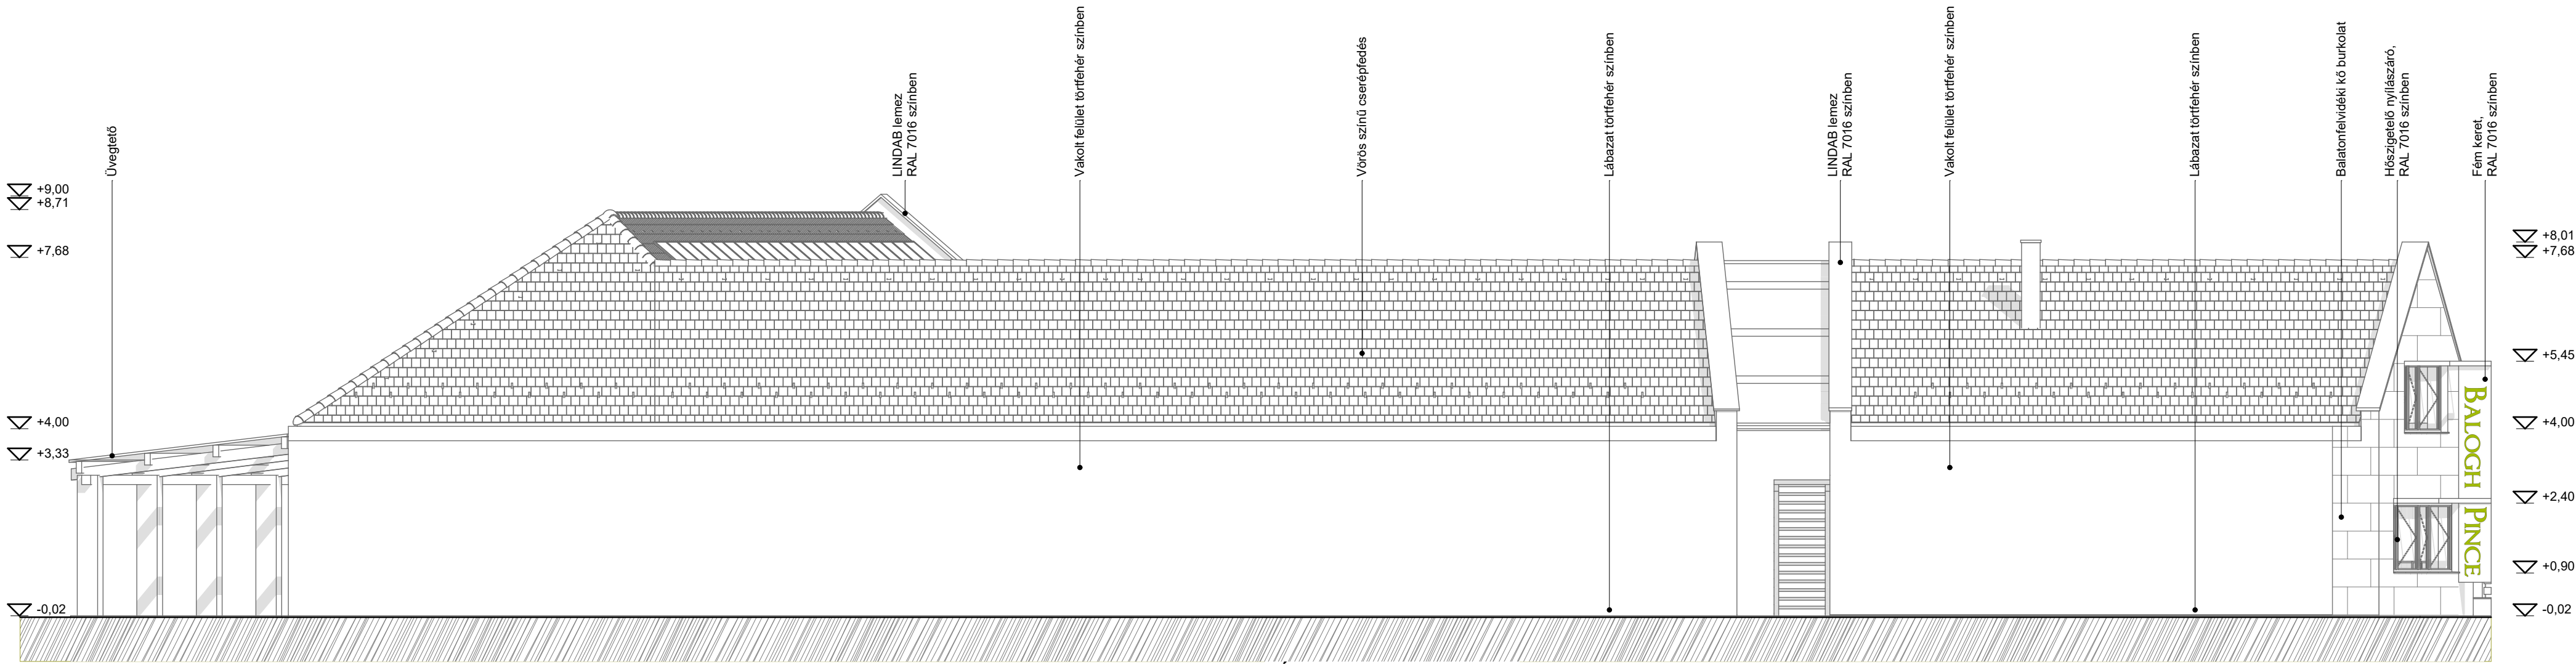 Üvegtető
LINDAB lemez
RAL 7016 színben
Vakolt felület törtfehér színben
Vörös színű cserépfedés
Lábazat törtfehér színben
LINDAB lemez
RAL 7016 színben
Vakolt felület törtfehér színben
Lábazat törtfehér színben
Balatonfelvidéki kő burkolat
Hőszigetelő nyílászáró,
RAL 7016 színben
Fém keret,
RAL 7016 színben
+9,00
+8,71
+7,68
+4,00
+3,33
-0,02
BALOGH PINCE
+8,01
+7,68
+5,45
+4,00
+2,40
+0,90
-0,02